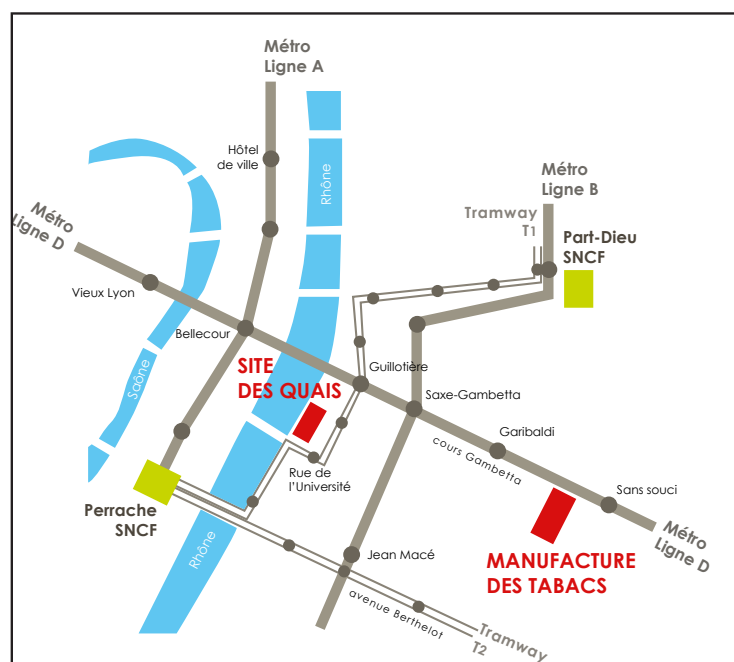 Métro
Ligne A
Hôtel
de ville
Rhône
Métro
Ligne B
Tramway
T1
Part-Dieu
SNCF
Métro
Ligne D
Vieux Lyon
Bellecour
Saône
SITE
DES QUAIS
Guillotière
Saxe-Gambetta
Garibaldi
cours Gambetta
Rue de
l'Université
Sans souci
Perrache
SNCF
Rhône
Jean Macé
MANUFACTURE
DES TABACS
Métro
Ligne D
avenue Berthelot
Tramway
T2